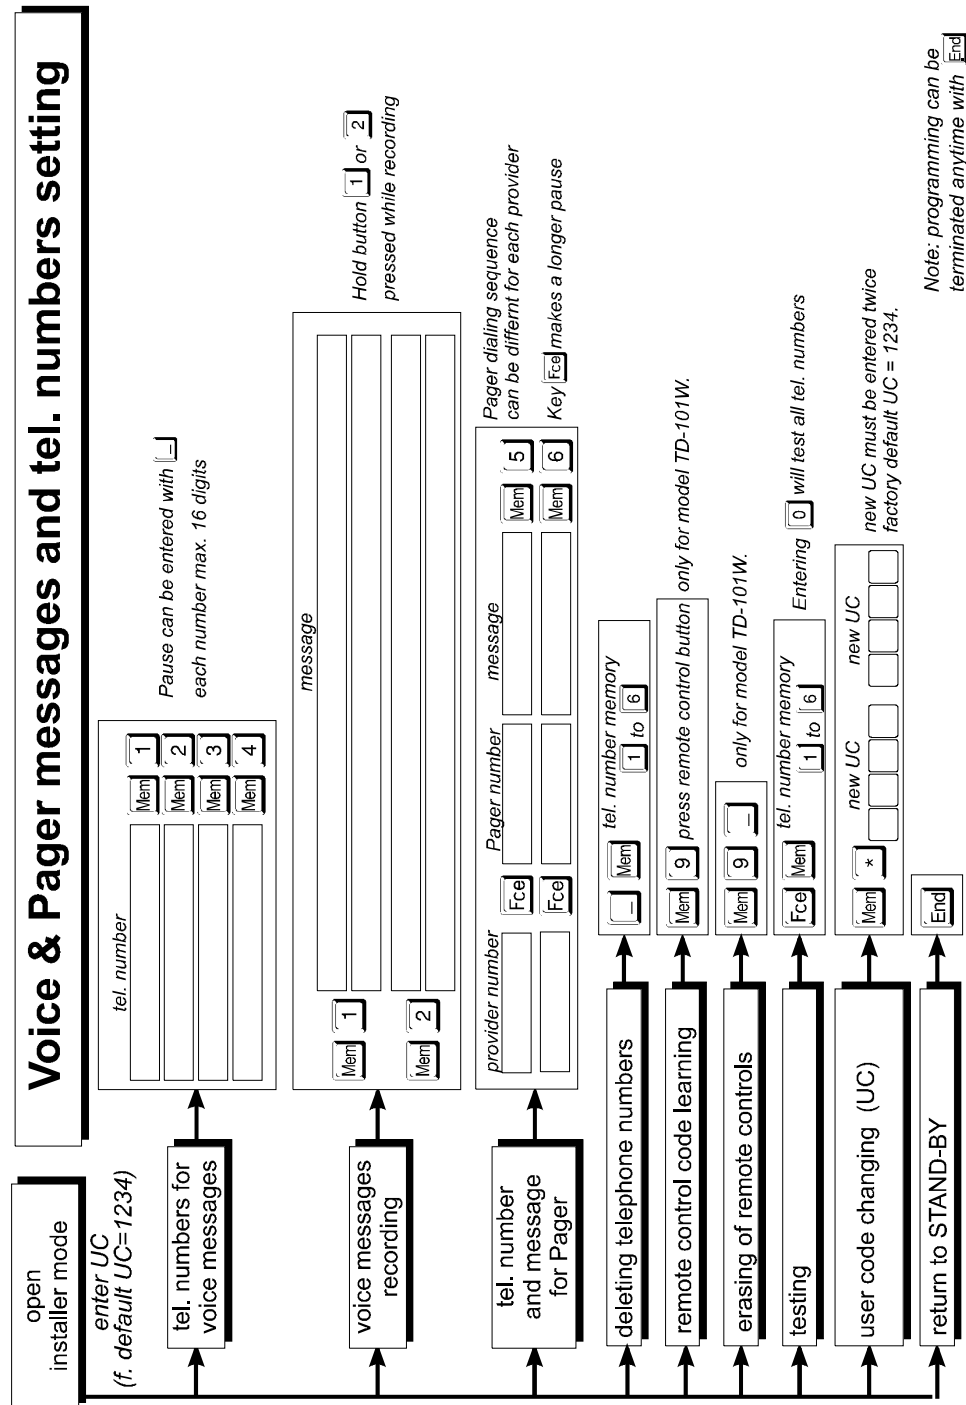 Voice & Pager messages and tel. numbers setting
open
installer mode
enter UC
(f. default UC=1234)
tel. numbers for
voice messages
tel. number
Mem 1
Mem 2
Mem 3
Mem 4
Pause can be entered with _
each number max. 16 digits
voice messages
recording
message
Mem 1
Mem 2
Hold button 1 or 2
pressed while recording
tel. number
and message
for Pager
provider number Pager number message
Fce Mem 5
Fce Mem 6
Pager dialing sequence
can be differnt for each provider
Key Fce makes a longer pause
deleting telephone numbers
tel. number memory
_ Mem 1 to 6
remote control code learning
Mem 9 press remote control button only for model TD-101W.
erasing of remote controls
Mem 9 _ only for model TD-101W.
testing
tel. number memory
Fce Mem 1 to 6
Entering 0 will test all tel. numbers
user code changing (UC)
new UC new UC
Mem *
new UC must be entered twice
factory default UC = 1234.
return to STAND-BY
End
Note: programming can be
terminated anytime with End